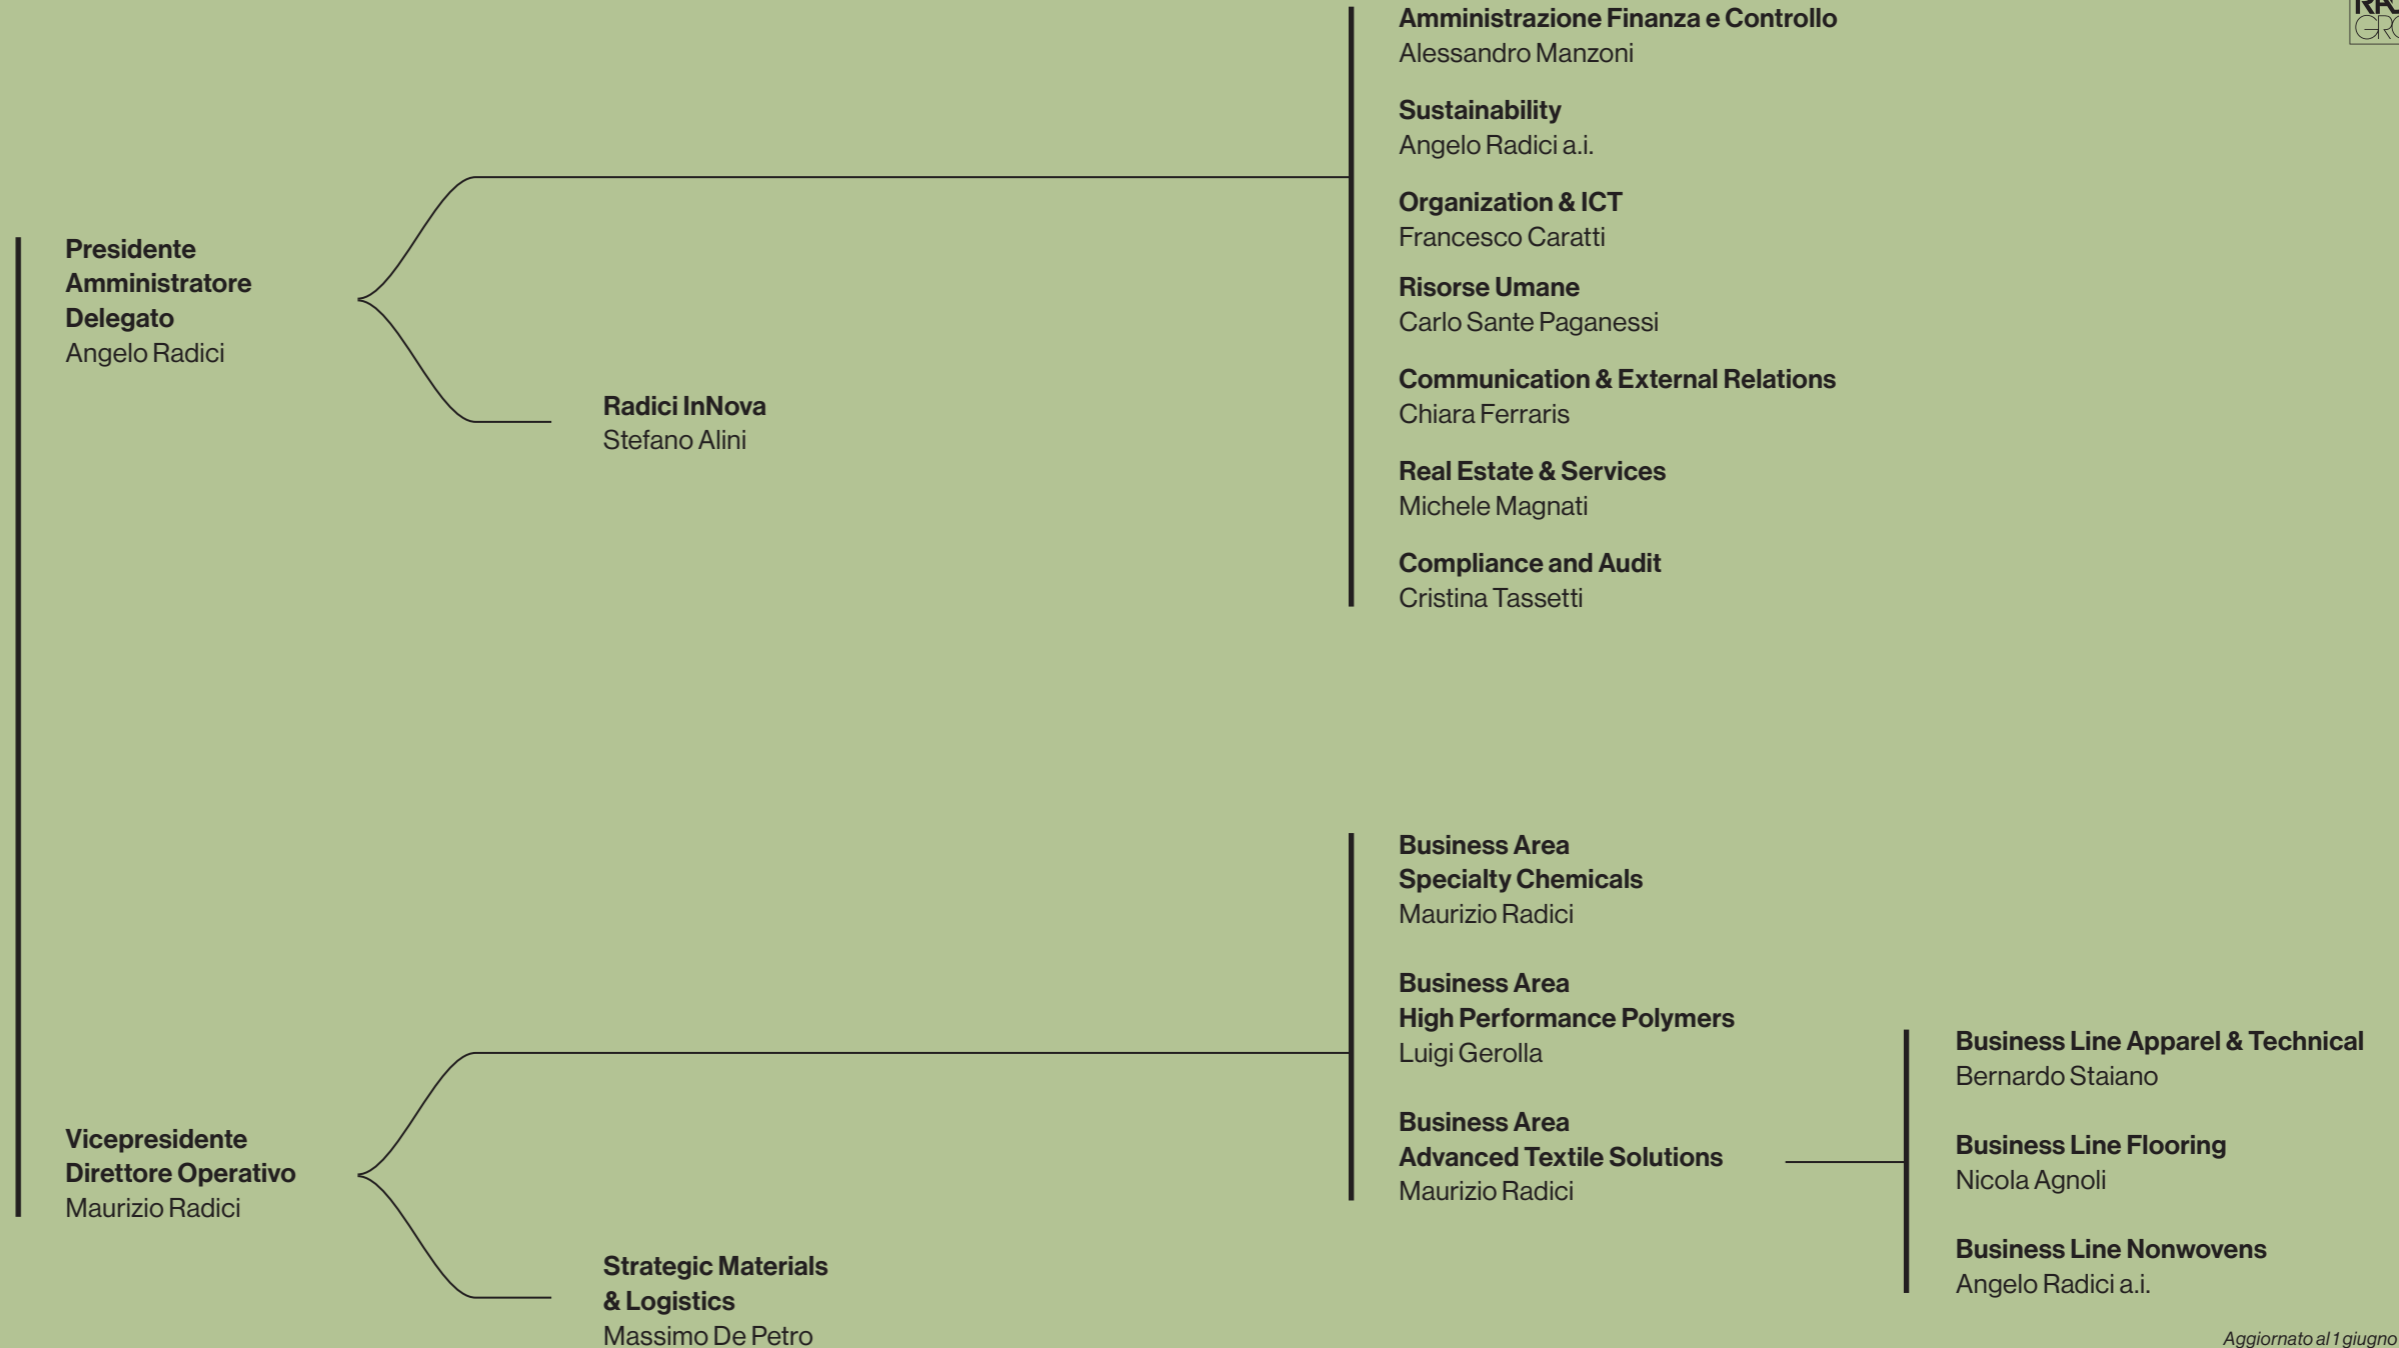 Amministrazione Finanza e Controllo
Alessandro Manzoni
Sustainability
Angelo Radici a.i.
Organization & ICT
Francesco Caratti
Risorse Umane
Carlo Sante Paganessi
Communication & External Relations
Chiara Ferraris
Real Estate & Services
Michele Magnati
Compliance and Audit
Cristina Tassetti
Presidente
Amministratore
Delegato
Angelo Radici
Radici InNova
Stefano Alini
Vicepresidente
Direttore Operativo
Maurizio Radici
Strategic Materials
& Logistics
Massimo De Petro
Business Area
Specialty Chemicals
Maurizio Radici
Business Area
High Performance Polymers
Luigi Gerolla
Business Area
Advanced Textile Solutions
Maurizio Radici
Business Line Apparel & Technical
Bernardo Staiano
Business Line Flooring
Nicola Agnoli
Business Line Nonwovens
Angelo Radici a.i.
Aggiornato al 1 giugno